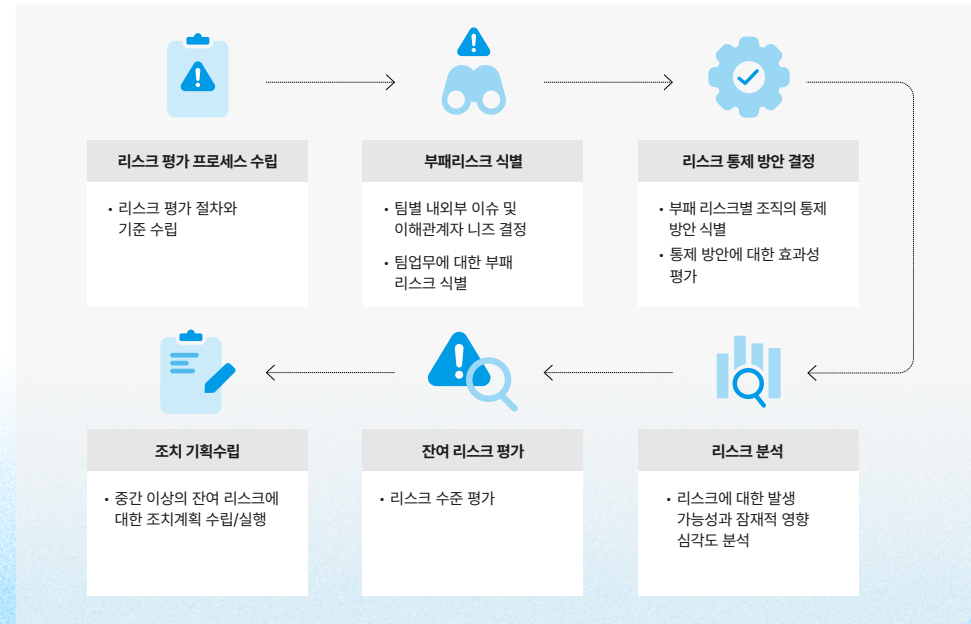 리스크 평가 프로세스 수립
• 리스크 평가 절차와
기준 수립
부패리스크 식별
• 팀별 내외부 이슈 및
이해관계자 니즈 결정
• 팀업무에 대한 부패
리스크 식별
리스크 통제 방안 결정
• 부패 리스크별 조직의 통제
방안 식별
• 통제 방안에 대한 효과성
평가
리스크 분석
• 리스크에 대한 발생
가능성과 잠재적 영향
심각도 분석
잔여 리스크 평가
• 리스크 수준 평가
조치 기획수립
• 중간 이상의 잔여 리스크에
대한 조치계획 수립/실행